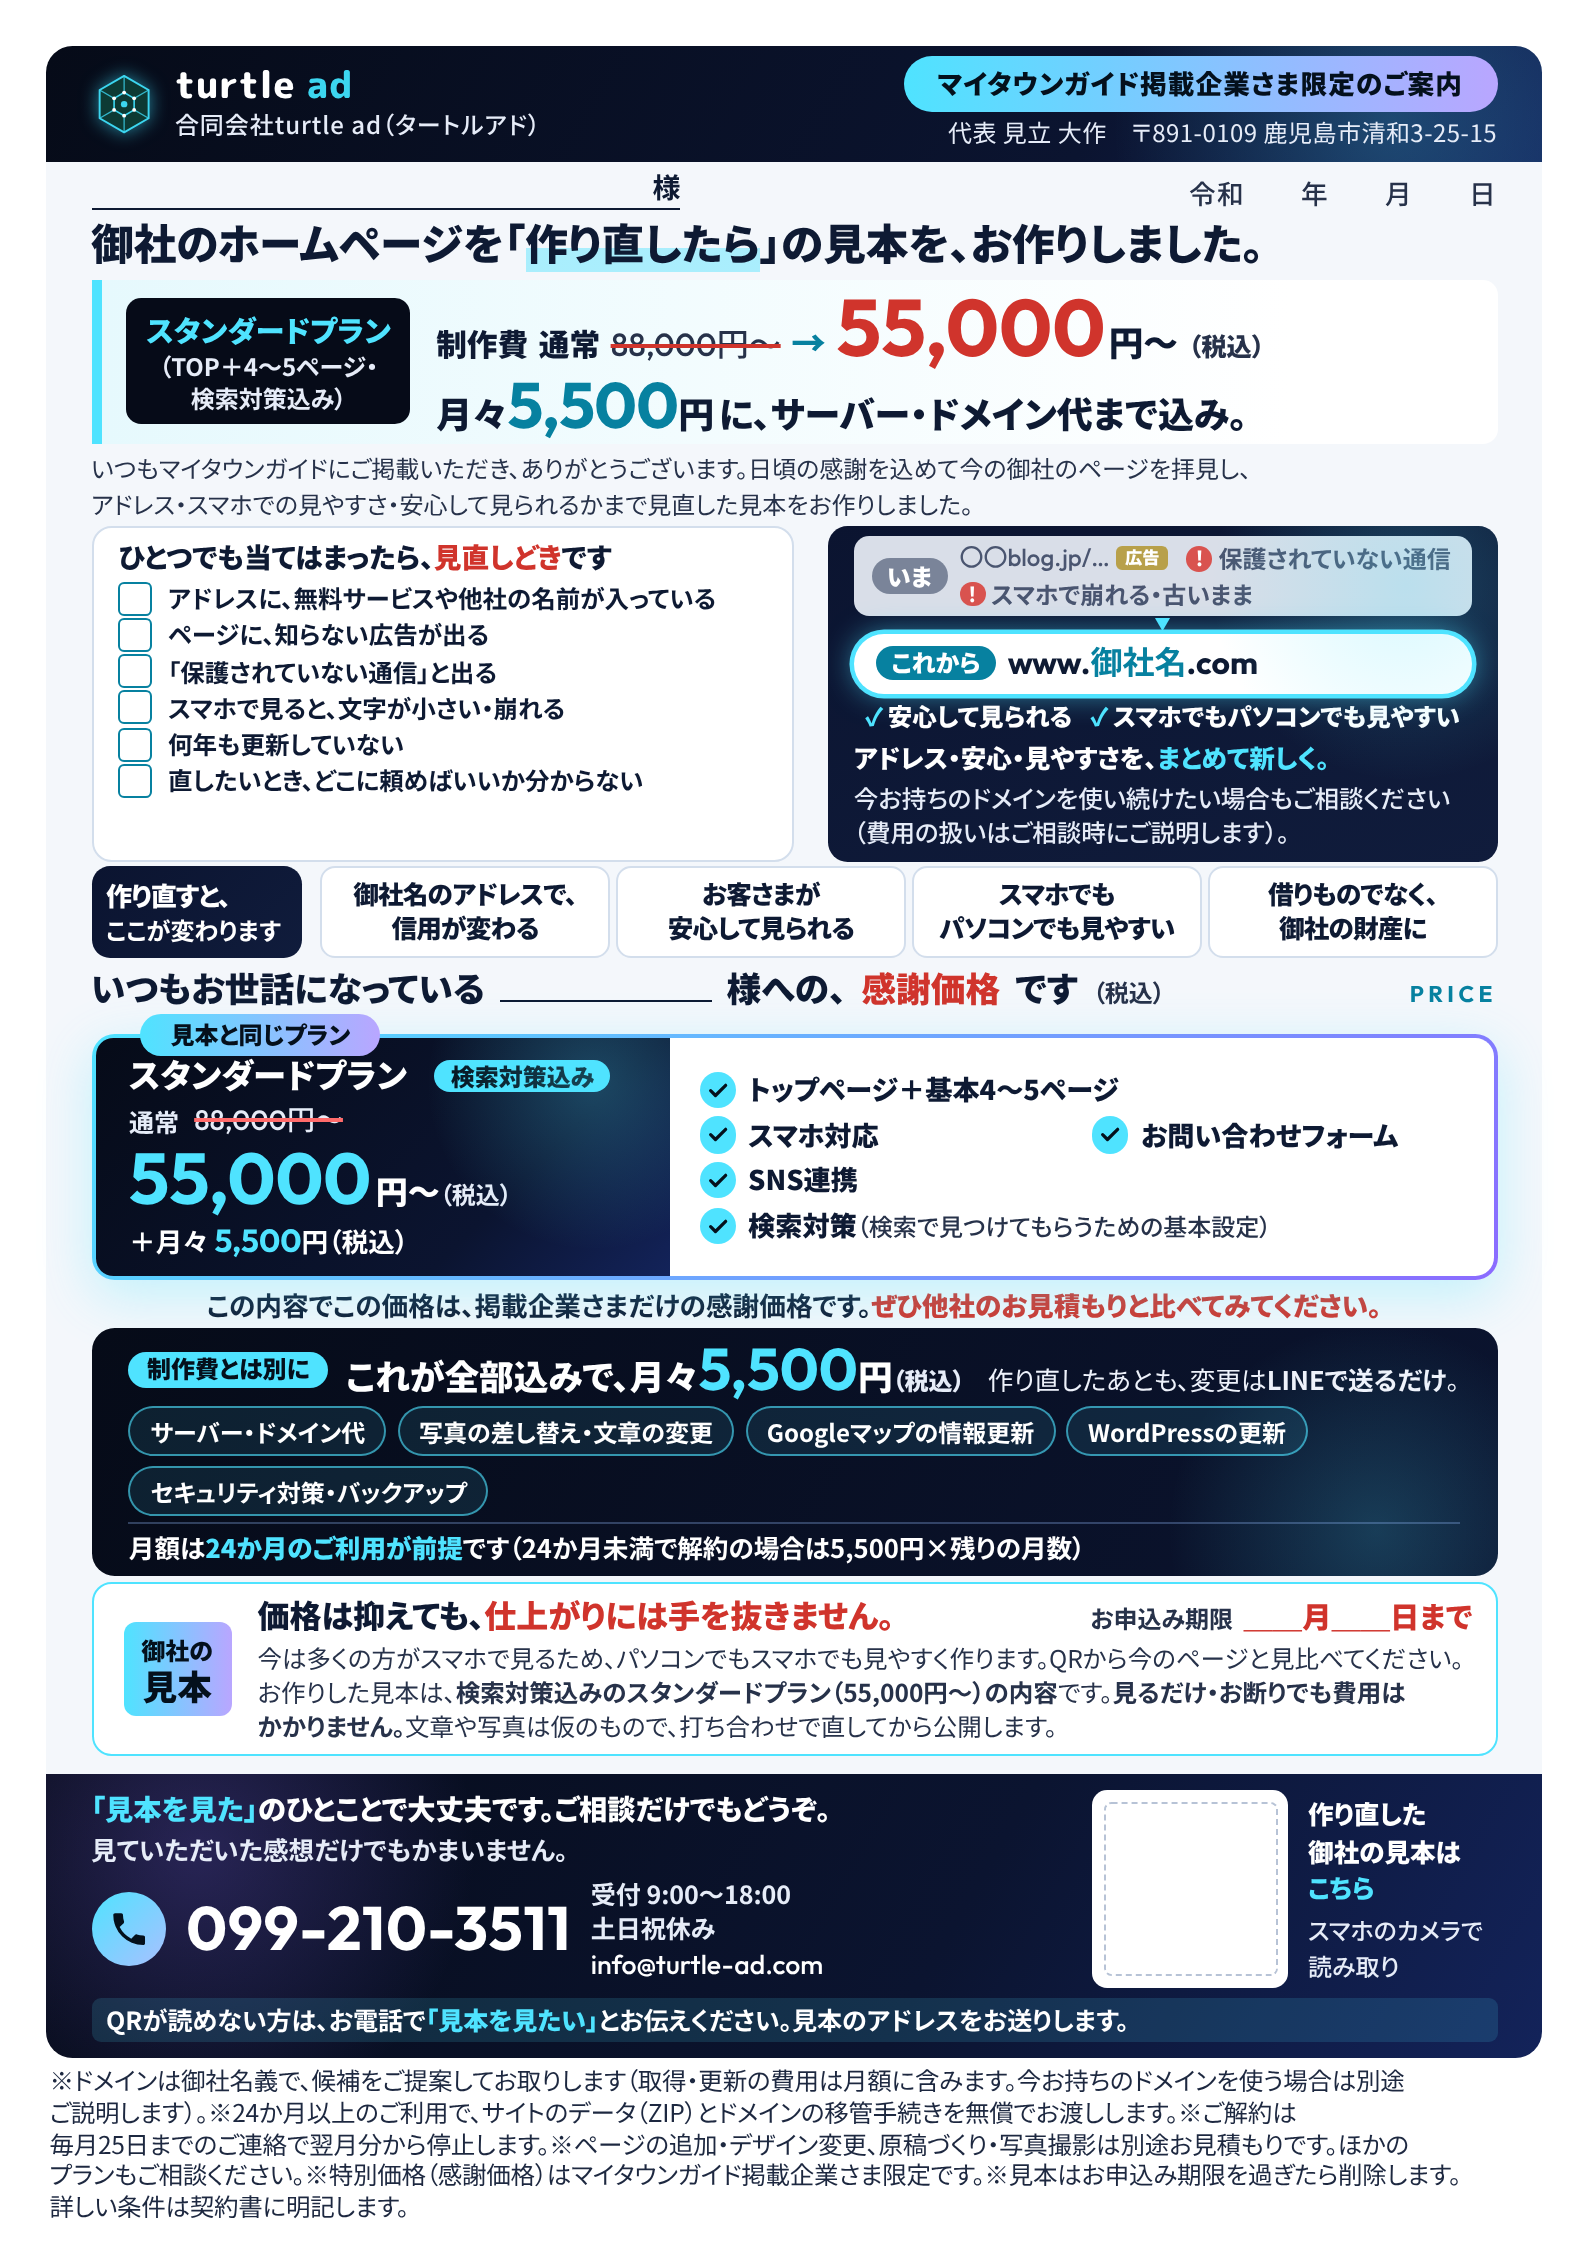 turtle ad
合同会社turtle ad（タートルアド）
マイタウンガイド掲載企業さま限定のご案内
代表 見立 大作　〒891-0109 鹿児島市清和3-25-15
様
令和　年　月　日
御社のホームページを「作り直したら」の見本を、お作りしました。
スタンダードプラン
（TOP＋4〜5ページ・
検索対策込み）
制作費 通常 88,000円〜 → 55,000円〜（税込）
月々5,500円に、サーバー・ドメイン代まで込み。
いつもマイタウンガイドにご掲載いただき、ありがとうございます。日頃の感謝を込めて今の御社のページを拝見し、
アドレス・スマホでの見やすさ・安心して見られるかまで見直した見本をお作りしました。
ひとつでも当てはまったら、見直しどきです
アドレスに、無料サービスや他社の名前が入っている
ページに、知らない広告が出る
「保護されていない通信」と出る
スマホで見ると、文字が小さい・崩れる
何年も更新していない
直したいとき、どこに頼めばいいか分からない
いま 〇〇blog.jp/… 広告 ! 保護されていない通信
! スマホで崩れる・古いまま
これから www.御社名.com
✓安心して見られる ✓スマホでもパソコンでも見やすい
アドレス・安心・見やすさを、まとめて新しく。
今お持ちのドメインを使い続けたい場合もご相談ください
（費用の扱いはご相談時にご説明します）。
作り直すと、
ここが変わります
御社名のアドレスで、
信用が変わる
お客さまが
安心して見られる
スマホでも
パソコンでも見やすい
借りものでなく、
御社の財産に
いつもお世話になっている ＿＿＿＿ 様への、感謝価格 です（税込）
PRICE
見本と同じプラン
スタンダードプラン 検索対策込み
通常 88,000円〜
55,000円〜（税込）
＋月々 5,500円（税込）
トップページ＋基本4〜5ページ
スマホ対応
お問い合わせフォーム
SNS連携
検索対策（検索で見つけてもらうための基本設定）
この内容でこの価格は、掲載企業さまだけの感謝価格です。ぜひ他社のお見積もりと比べてみてください。
制作費とは別に これが全部込みで、月々5,500円（税込） 作り直したあとも、変更はLINEで送るだけ。
サーバー・ドメイン代 写真の差し替え・文章の変更 Googleマップの情報更新 WordPressの更新
セキュリティ対策・バックアップ
月額は24か月のご利用が前提です（24か月未満で解約の場合は5,500円×残りの月数）
御社の
見本
価格は抑えても、仕上がりには手を抜きません。
お申込み期限 ＿＿月＿＿日まで
今は多くの方がスマホで見るため、パソコンでもスマホでも見やすく作ります。QRから今のページと見比べてください。
お作りした見本は、検索対策込みのスタンダードプラン（55,000円〜）の内容です。見るだけ・お断りでも費用は
かかりません。文章や写真は仮のもので、打ち合わせで直してから公開します。
「見本を見た」のひとことで大丈夫です。ご相談だけでもどうぞ。
見ていただいた感想だけでもかまいません。
099-210-3511
受付 9:00〜18:00
土日祝休み
info@turtle-ad.com
作り直した
御社の見本は
こちら
スマホのカメラで
読み取り
QRが読めない方は、お電話で「見本を見たい」とお伝えください。見本のアドレスをお送りします。
※ドメインは御社名義で、候補をご提案してお取りします（取得・更新の費用は月額に含みます。今お持ちのドメインを使う場合は別途
ご説明します）。※24か月以上のご利用で、サイトのデータ（ZIP）とドメインの移管手続きを無償でお渡しします。※ご解約は
毎月25日までのご連絡で翌月分から停止します。※ページの追加・デザイン変更、原稿づくり・写真撮影は別途お見積もりです。ほかの
プランもご相談ください。※特別価格（感謝価格）はマイタウンガイド掲載企業さま限定です。※見本はお申込み期限を過ぎたら削除します。
詳しい条件は契約書に明記します。